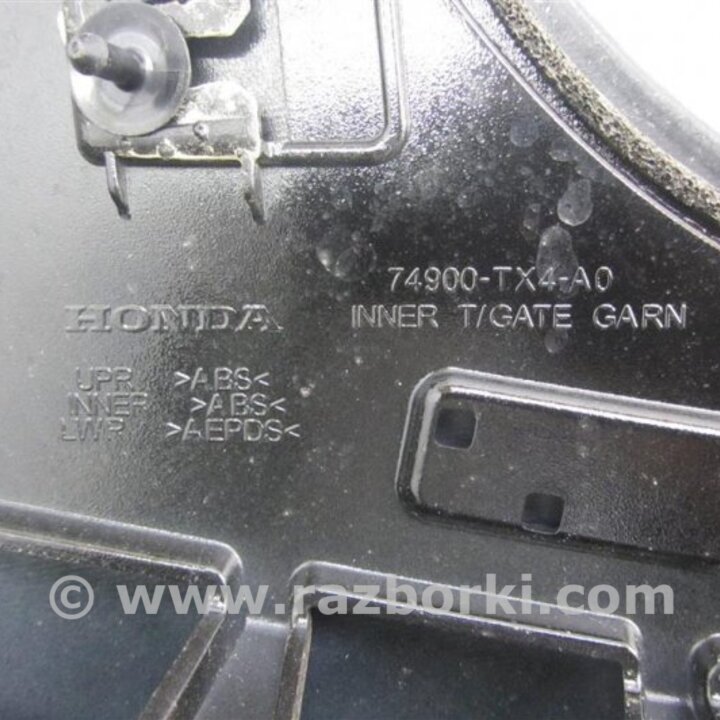 74900-TX4-A0
HONDA INNER T/GATE GARN
UPR >ABS<
INNER >ABS<
LWR >AEPDS<
© www.razborki.com